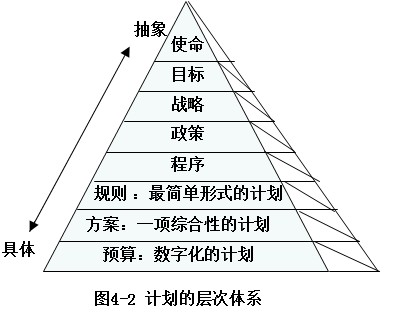 抽象
使命
目标
战略
政策
程序
规则：最简单形式的计划
方案：一项综合性的计划
具体
预算：数字化的计划
图4-2 计划的层次体系